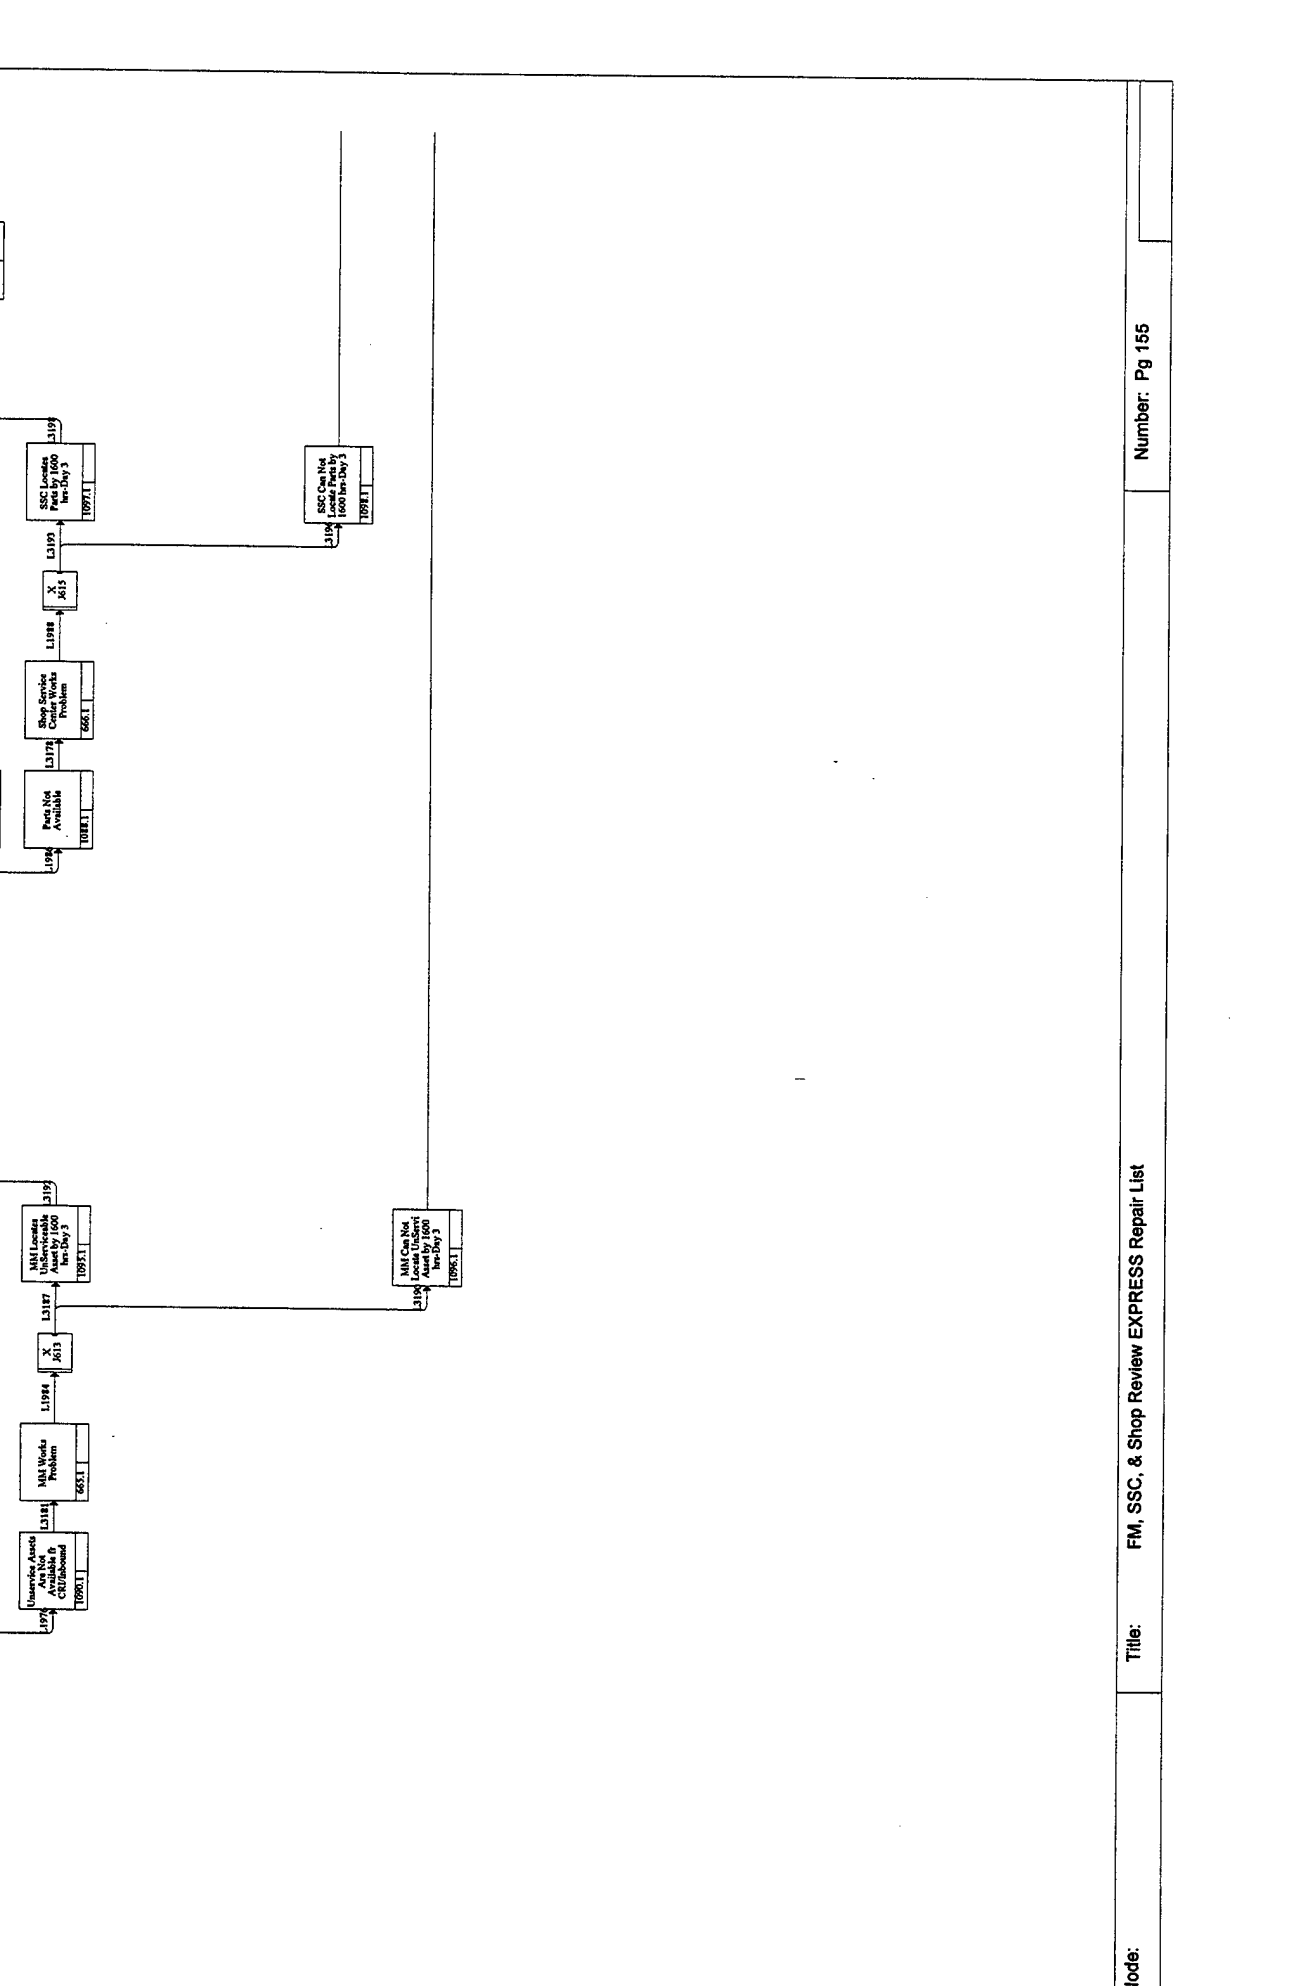 SSC Locates
Parts by 1600
hrs-Day 3
1097.1
L3193
X
J615
L1988
Shop Service
Center Works
Problem
666.1
L3178
Parts Not
Available
1088.1
SSC Can Not
Locate Parts by
1600 hrs-Day 3
1098.1
MM Locates
UnServiceable
Asset by 1600
hrs-Day 3
1095.1
L3187
X
J613
L1984
MM Works
Problem
665.1
L3181
Unservice Assets
Are Not
Available fr
CRI/Inbound
1090.1
MM Can Not
Locate UnServi
Asset by 1600
hrs-Day 3
1096.1
lode:
Title: FM, SSC, & Shop Review EXPRESS Repair List
Number: Pg 155